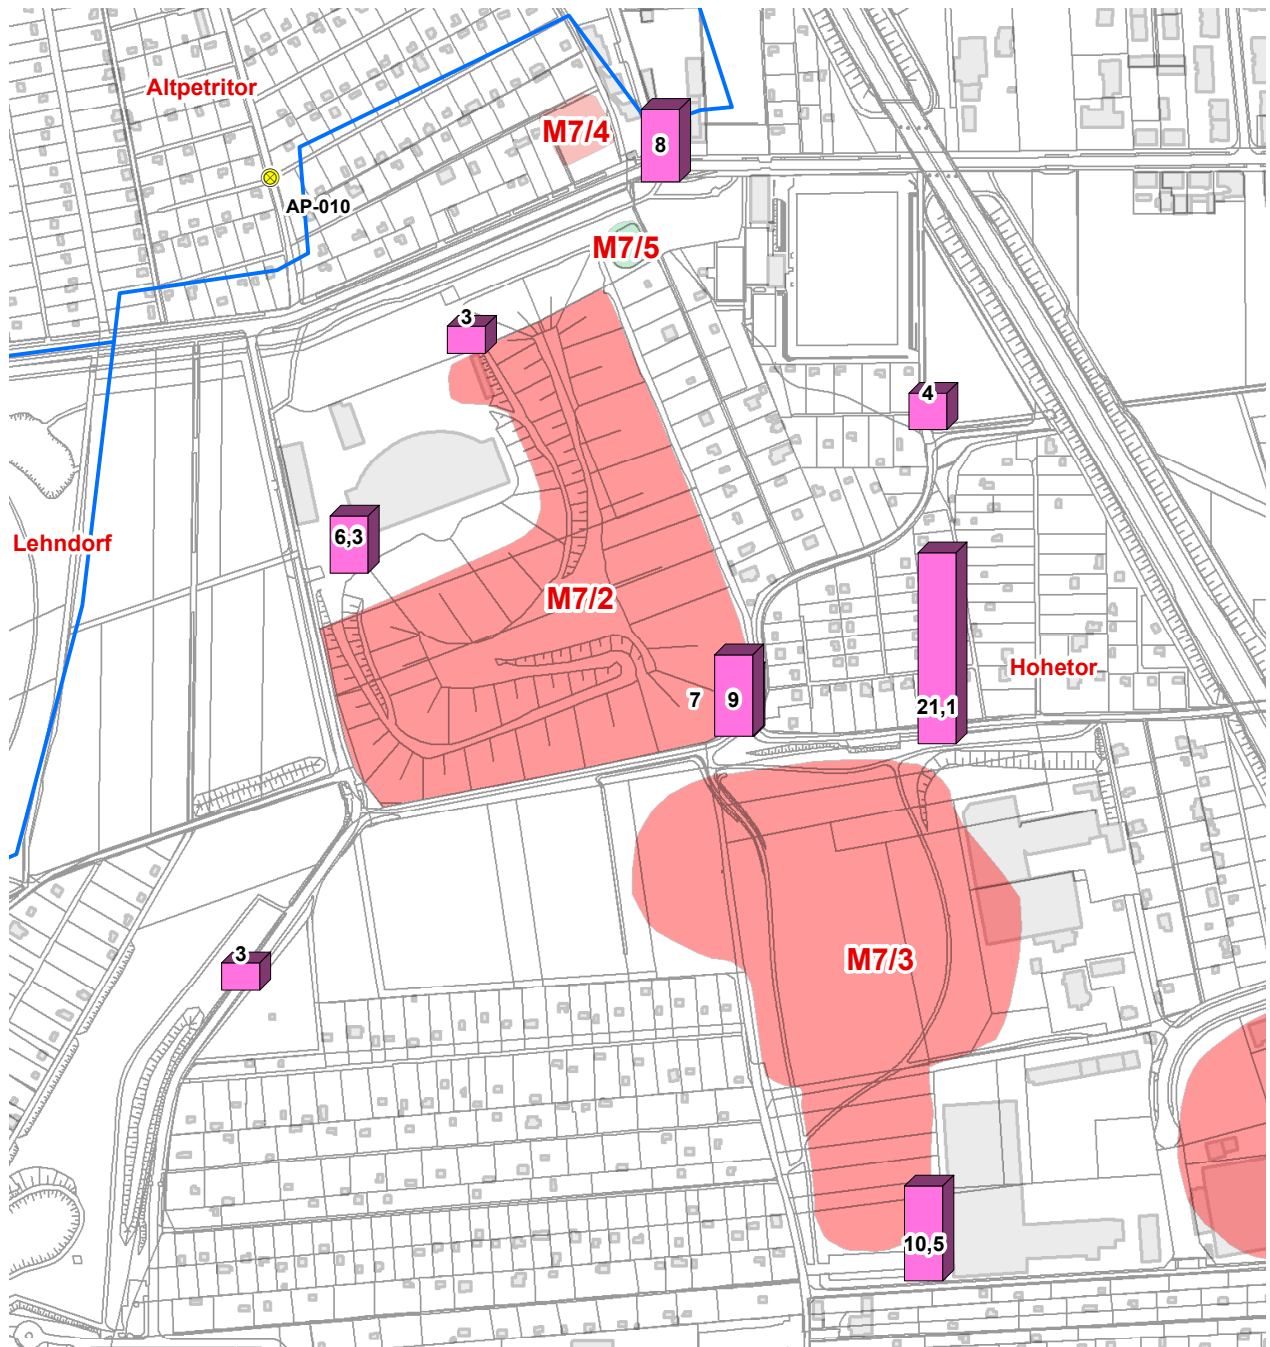 Altpetritor
M7/4
8
AP-010
M7/5
3
4
6,3
Lehndorf
M7/2
Hohetor
7
9
21,1
3
M7/3
10,5